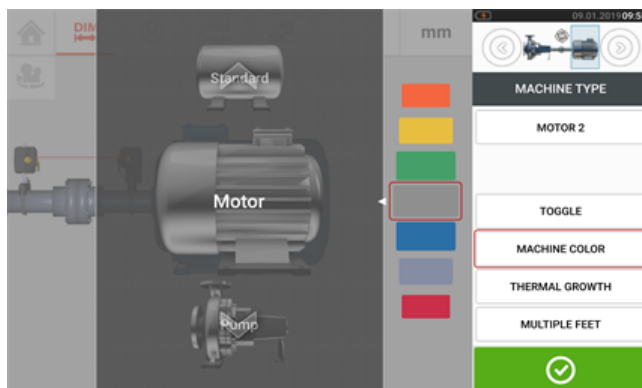 DIM
mm
Standard
Motor
Pump
09.01.2019 09:5
MACHINE TYPE
MOTOR 2
TOGGLE
MACHINE COLOR
THERMAL GROWTH
MULTIPLE FEET